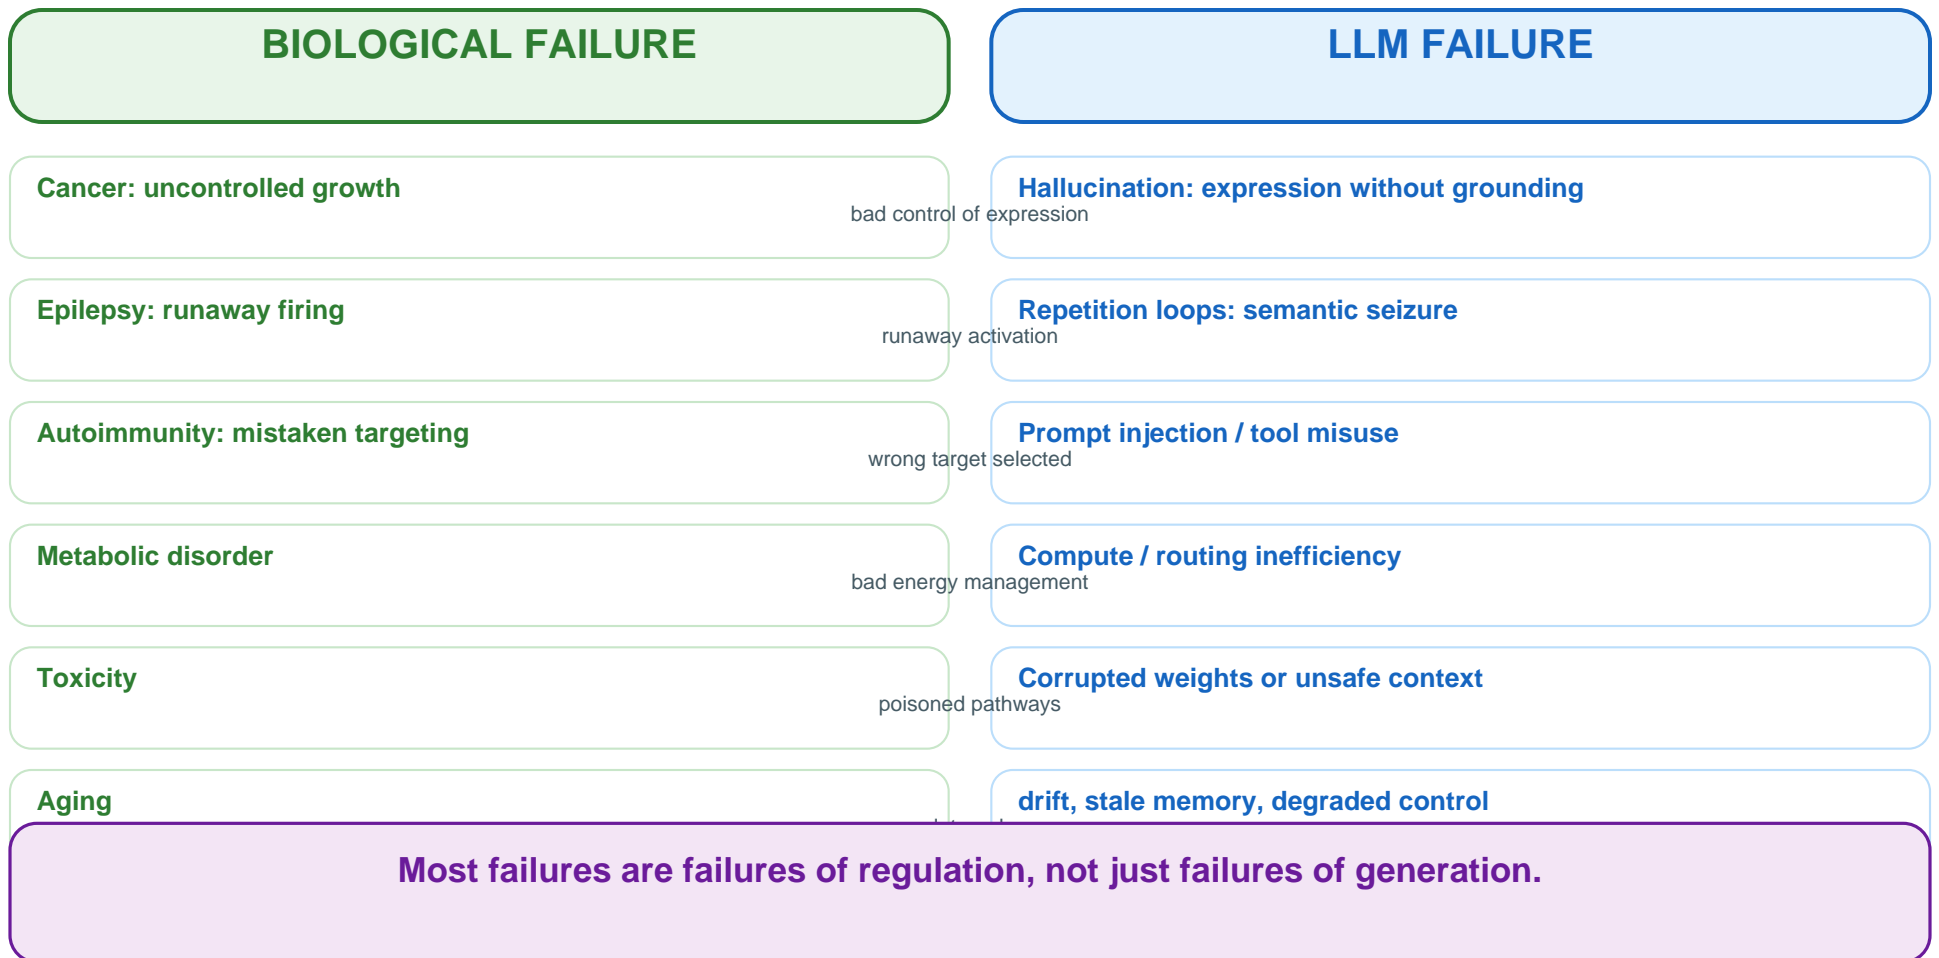 BIOLOGICAL FAILURE
LLM FAILURE
Cancer: uncontrolled growth
bad control of expression
Hallucination: expression without grounding
Epilepsy: runaway firing
runaway activation
Repetition loops: semantic seizure
Autoimmunity: mistaken targeting
wrong target selected
Prompt injection / tool misuse
Metabolic disorder
bad energy management
Compute / routing inefficiency
Toxicity
poisoned pathways
Corrupted weights or unsafe context
Aging
drift, stale memory, degraded control
Most failures are failures of regulation, not just failures of generation.